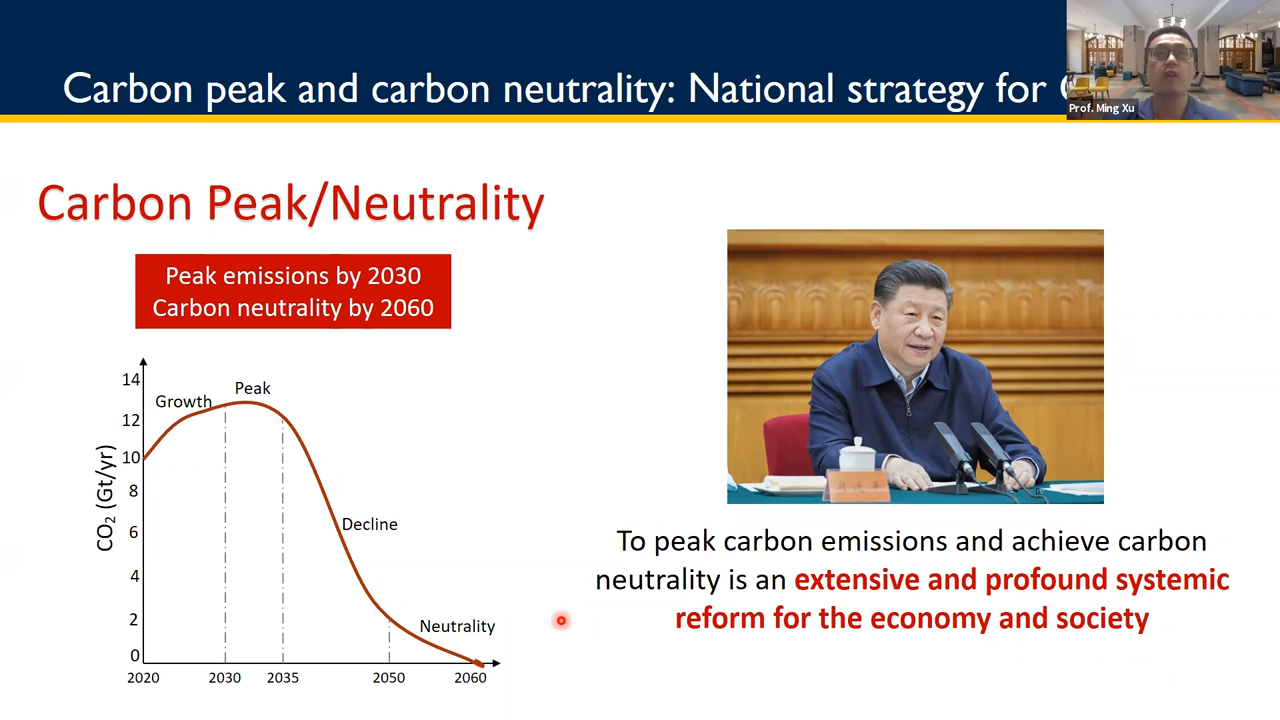 Carbon peak and carbon neutrality: National strategy for
Prof. Ming Xu
Carbon Peak/Neutrality
Peak emissions by 2030
Carbon neutrality by 2060
CO₂ (Gt/yr)
14
12
10
8
6
4
2
0
Growth
Peak
Decline
Neutrality
2020
2030
2035
2050
2060
To peak carbon emissions and achieve carbon
neutrality is an extensive and profound systemic
reform for the economy and society